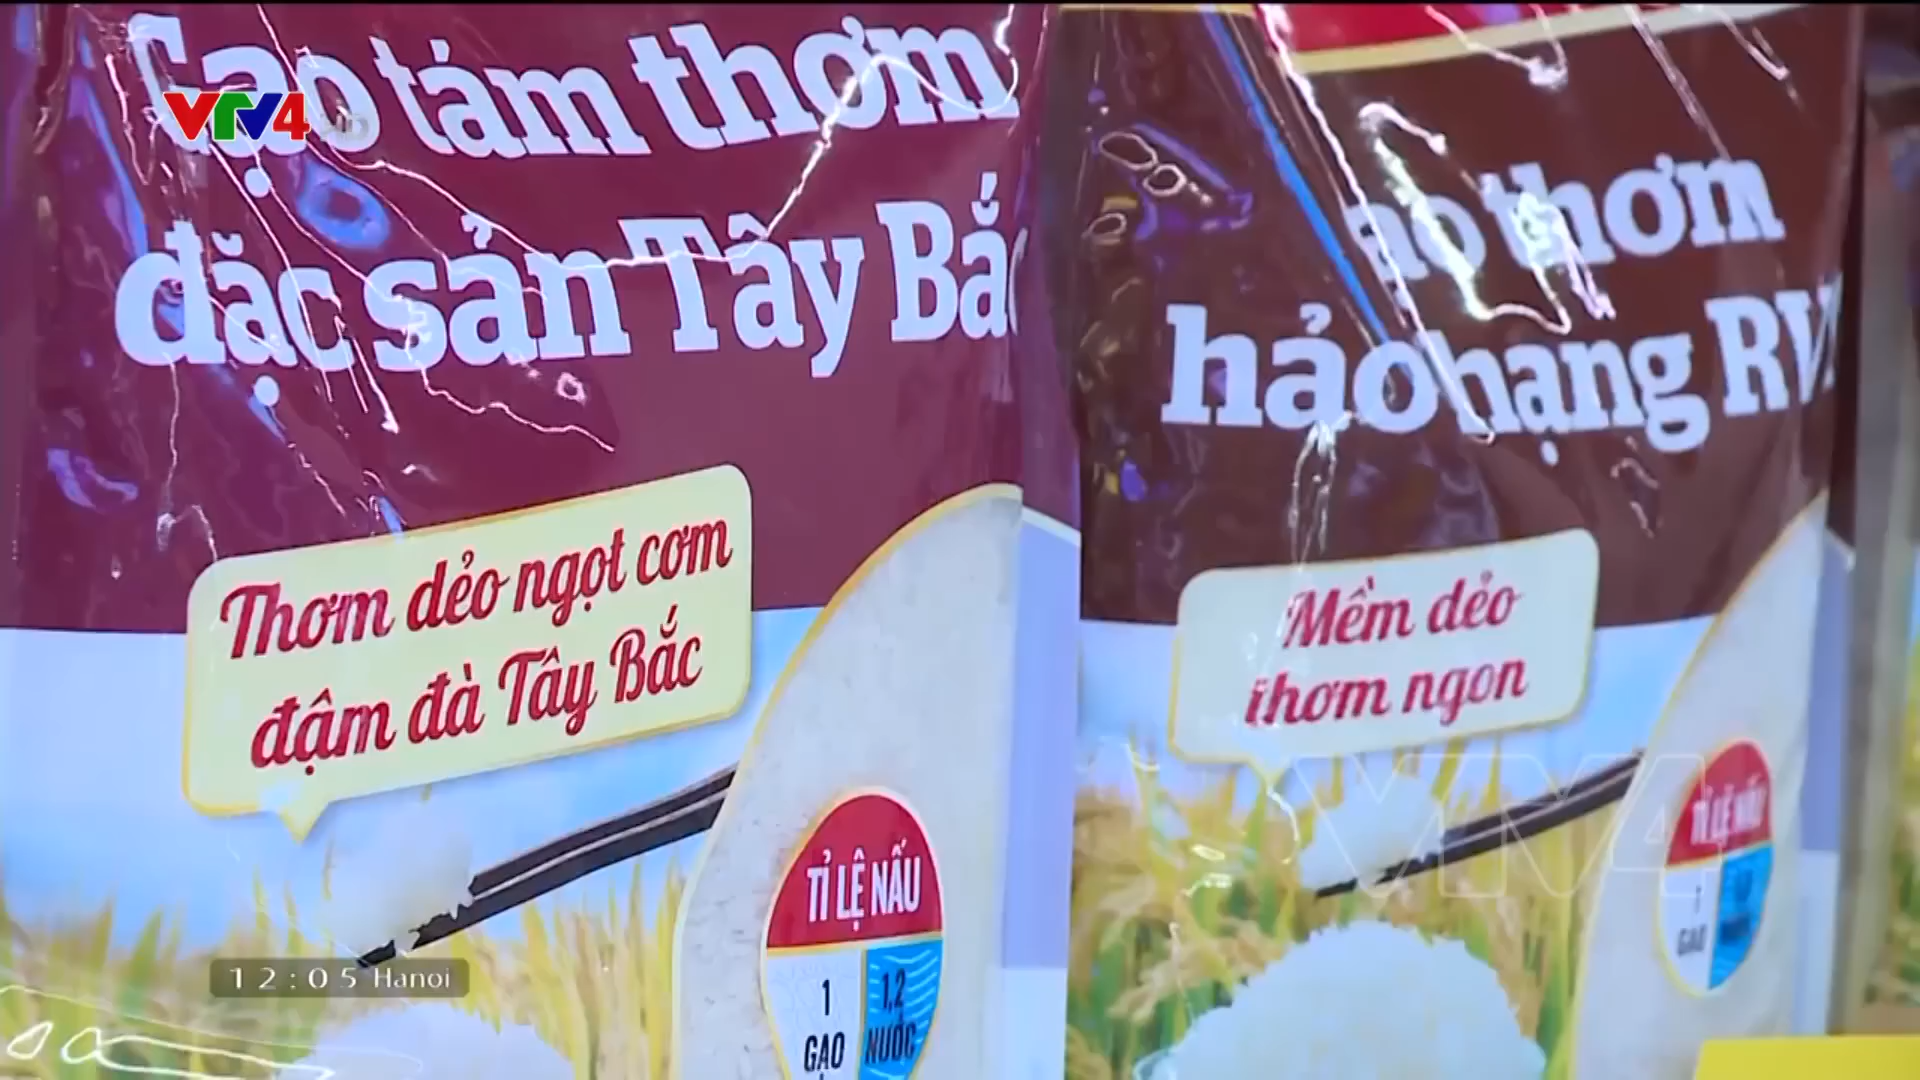 VTV4
Gạo tám thơm
đặc sản Tây Bắc
Thơm dẻo ngọt cơm
đậm đà Tây Bắc
TỈ LỆ NẤU
1
GẠO
1,2
NƯỚC
thơm
hảo hạng
Mềm dẻo
thơm ngon
TỈ LỆ NẤU
1
GẠO
VTV4
12:05 Hanoi